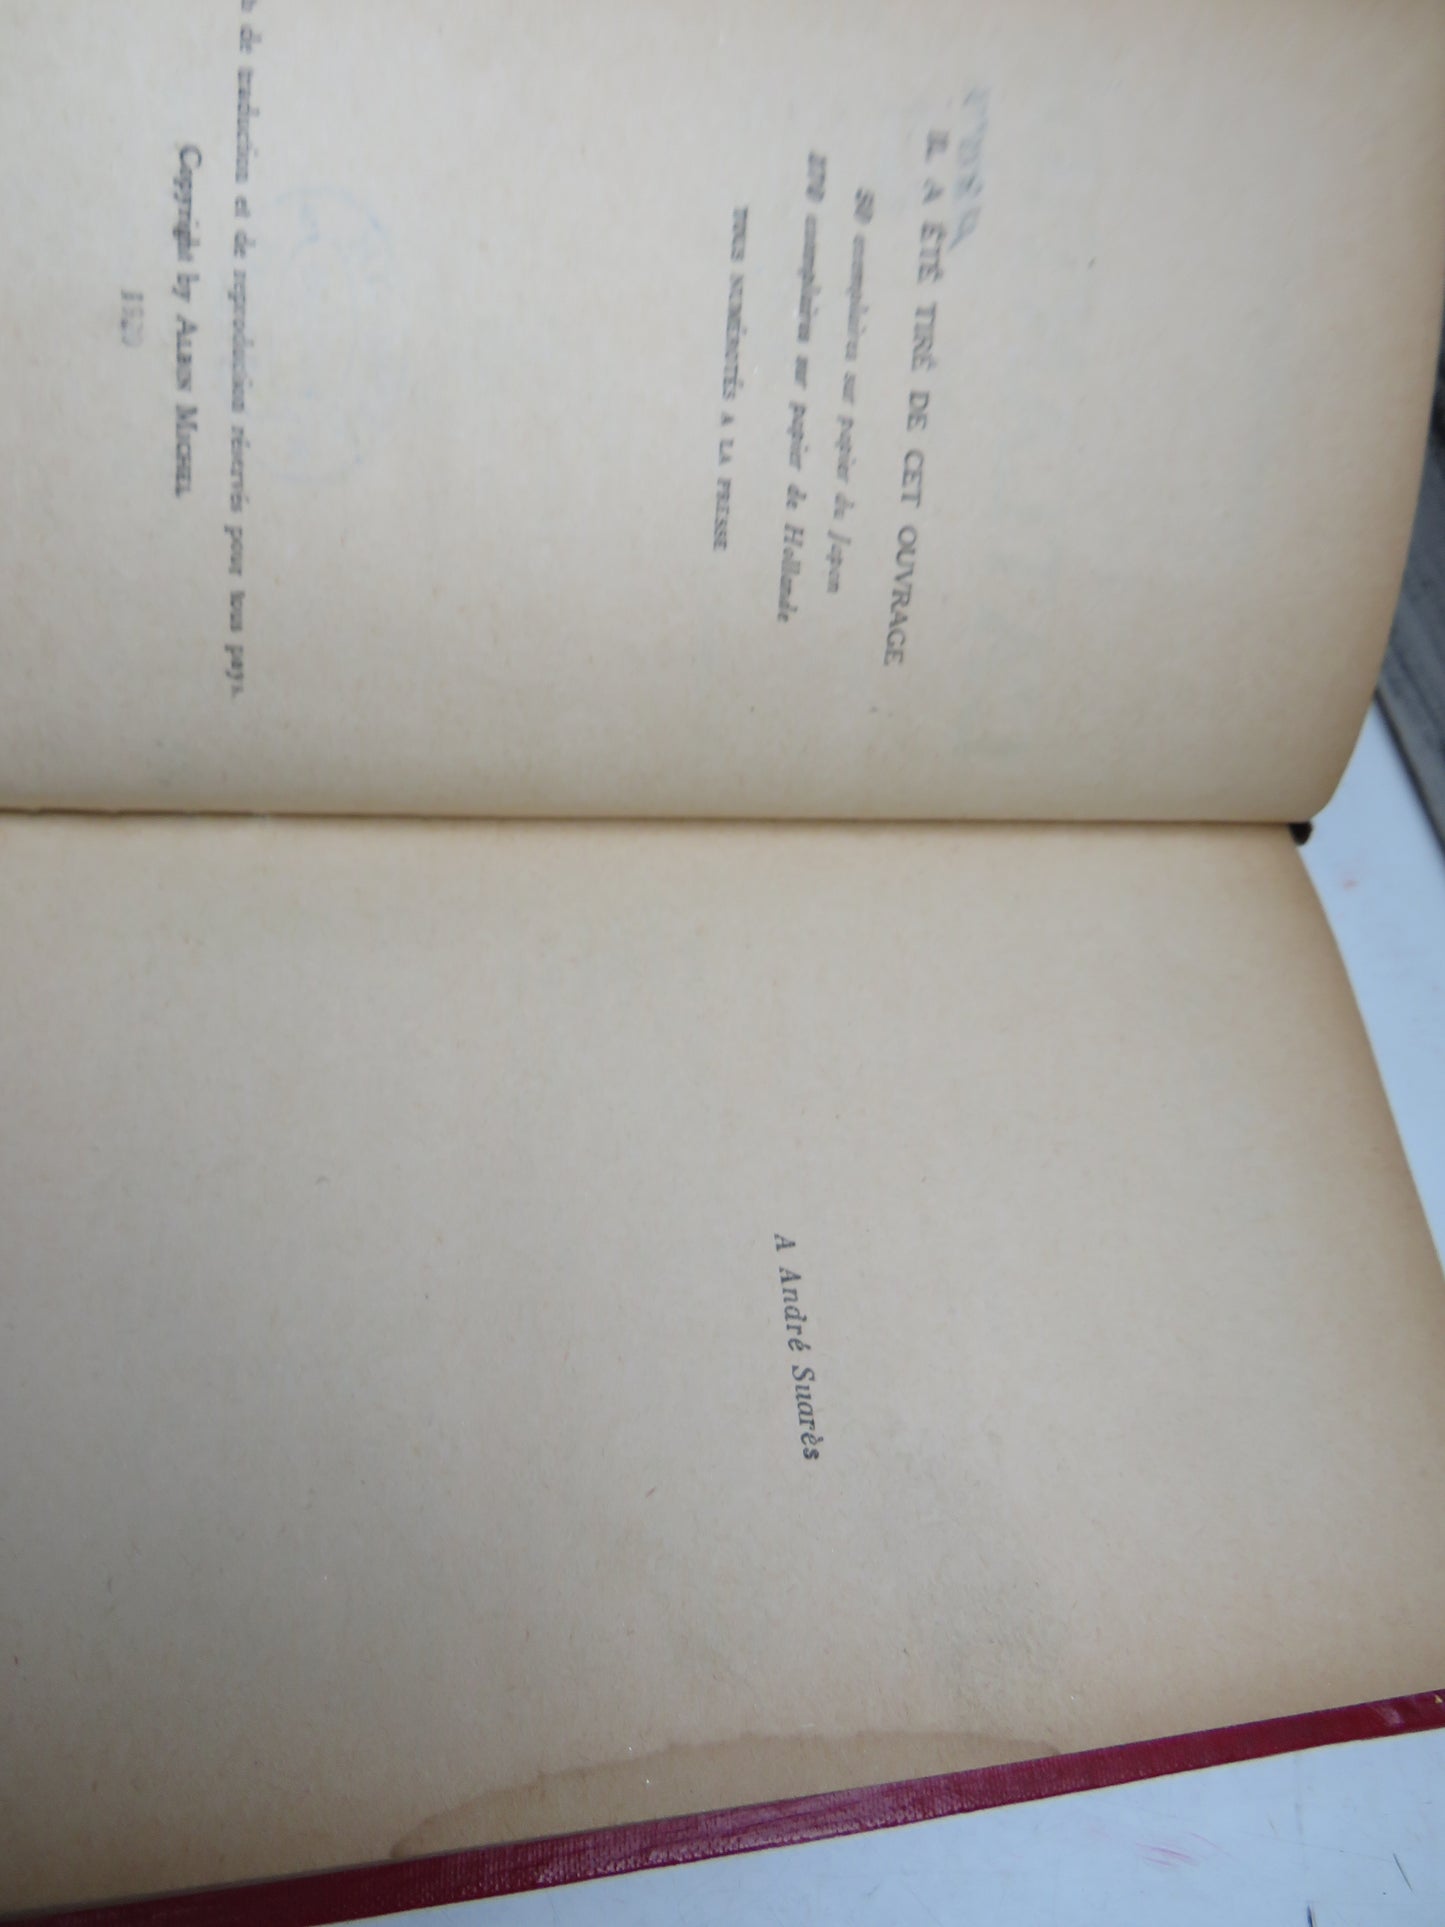 IL A ÉTÉ TIRÉ DE CET OUVRAGE
50 exemplaires sur papier du Japon
exemplaires sur papier de Hollande
TOUS NUMÉROTÉS A LA PRESSE
de traduction et de reproduction réservés pour tous pays.
Copyright by ALBIN MICHEL
A André Suarès